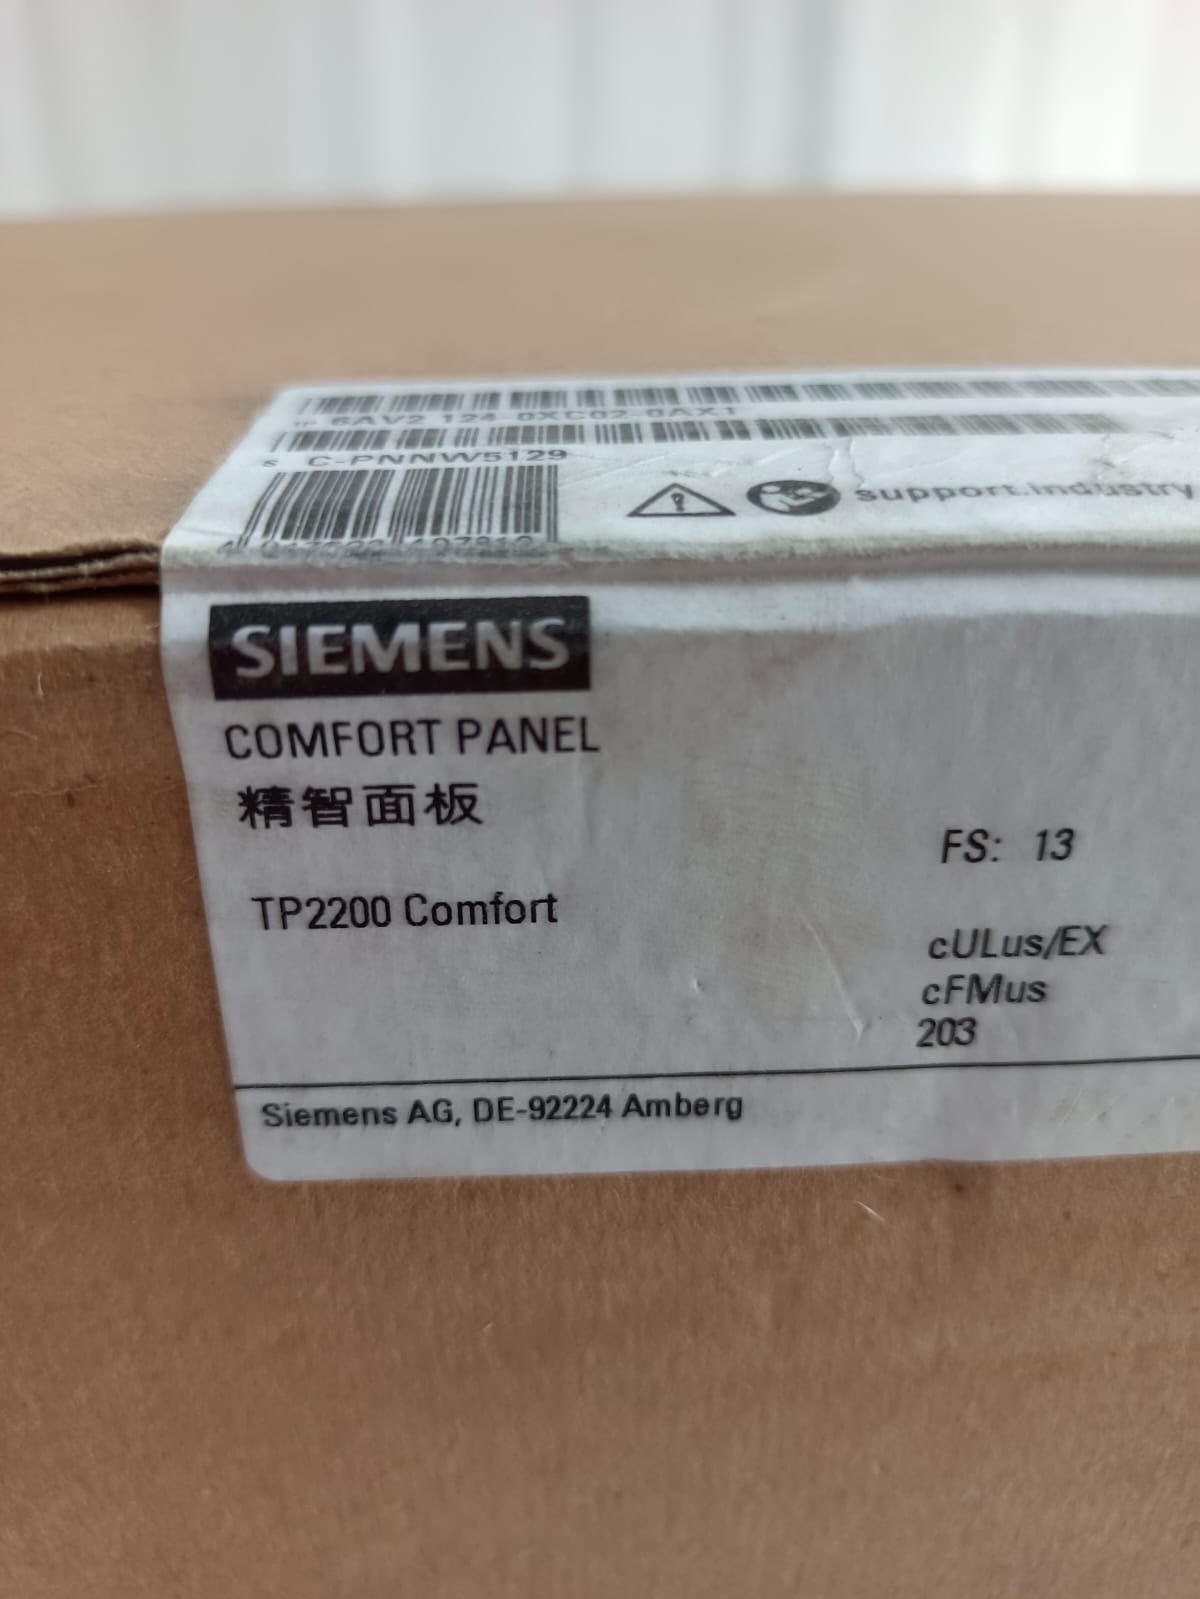 1P 6AV2 124-0XC02-0AX1
S C-PNNW5129
support.industry
SIEMENS
COMFORT PANEL
精智面板
TP2200 Comfort
FS: 13
cULus/EX
cFMus
203
Siemens AG, DE-92224 Amberg